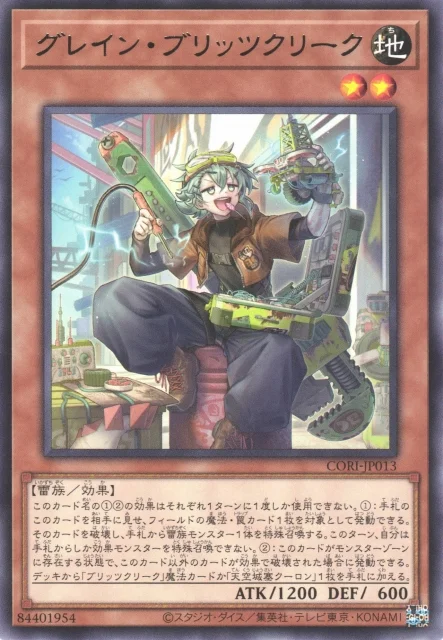 グレイン・ブリッツクリーク
地
CORI-JP013
【雷族／効果】
このカード名の①②の効果はそれぞれ1ターンに1度しか使用できない。①：手札の
このカードを相手に見せ、フィールドの魔法・罠カード1枚を対象として発動できる。
そのカードを破壊し、手札から雷族モンスター1体を特殊召喚する。このターン、自分は
手札からしか効果モンスターを特殊召喚できない。②：このカードがモンスターゾーン
に存在する状態で、このカード以外のカードが効果で破壊された場合に発動できる。
デッキから「ブリッツクリーク」魔法カードか「天空城塞クーロン」1枚を手札に加える。
ATK/1200 DEF/ 600
84401954
©スタジオ・ダイス/集英社・テレビ東京・KONAMI